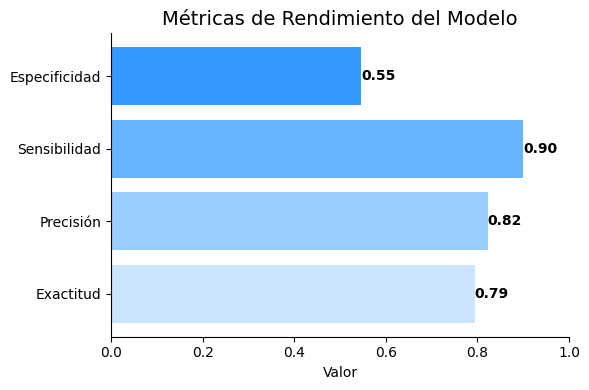 Métricas de Rendimiento del Modelo
Especificidad
0.55
Sensibilidad
0.90
Precisión
0.82
Exactitud
0.79
0.0
0.2
0.4
0.6
0.8
1.0
Valor